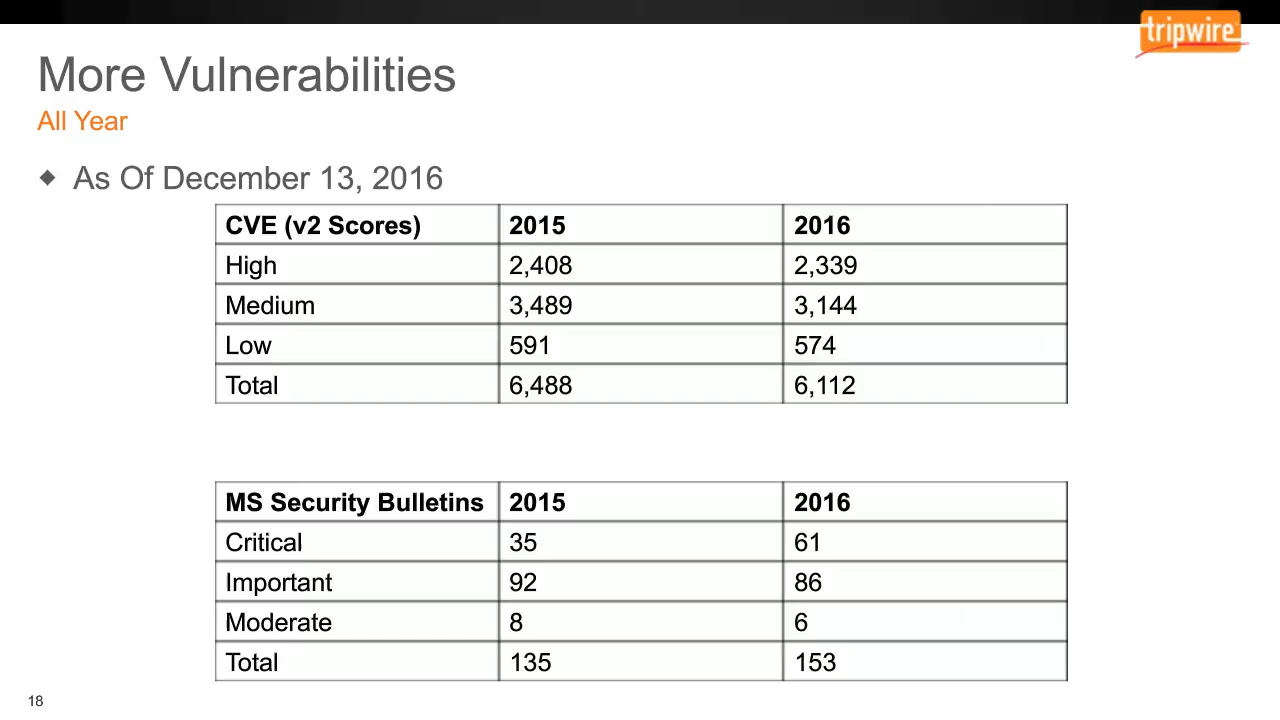 tripwire
More Vulnerabilities
All Year
◆ As Of December 13, 2016
CVE (v2 Scores) 2015 2016
High 2,408 2,339
Medium 3,489 3,144
Low 591 574
Total 6,488 6,112
MS Security Bulletins 2015 2016
Critical 35 61
Important 92 86
Moderate 8 6
Total 135 153
18